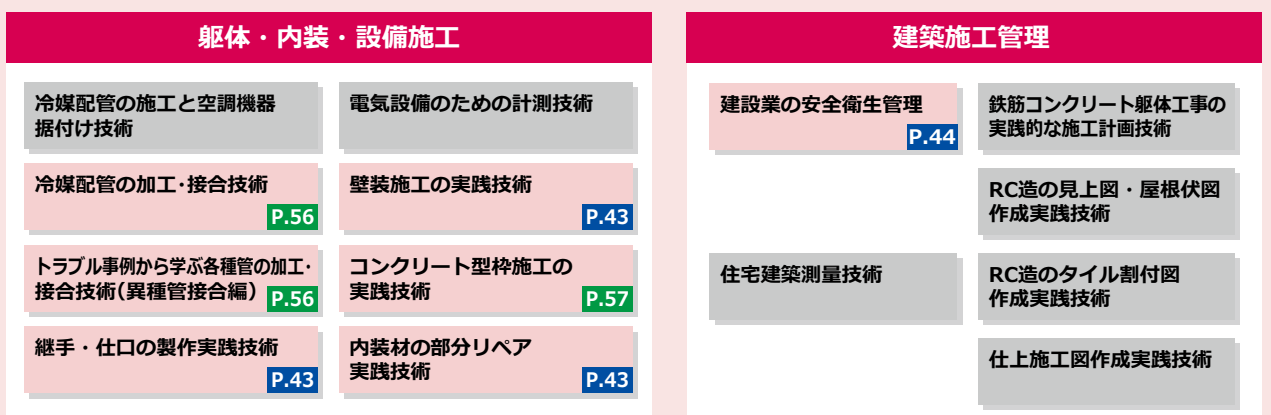 躯体・内装・設備施工
冷媒配管の施工と空調機器
据付け技術
電気設備のための計測技術
冷媒配管の加工・接合技術
P.56
壁装施工の実践技術
P.43
トラブル事例から学ぶ各種管の加工・
接合技術(異種管接合編)
P.56
コンクリート型枠施工の
実践技術
P.57
継手・仕口の製作実践技術
P.43
内装材の部分リペア
実践技術
P.43
建築施工管理
建設業の安全衛生管理
P.44
鉄筋コンクリート躯体工事の
実践的な施工計画技術
RC造の見上図・屋根伏図
作成実践技術
住宅建築測量技術
RC造のタイル割付図
作成実践技術
仕上施工図作成実践技術